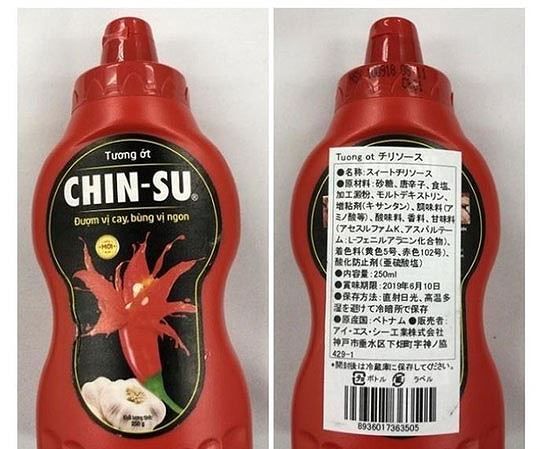 Tương ớt
CHIN-SU®
Đượm vị cay, bùng vị ngon
MỚI
Khối lượng tịnh:
250 g
Tuong ot チリソース
●名称:スィートチリソース
●原材料:砂糖、唐辛子、食塩、
加工澱粉、モルトデキストリン、
増粘剤(キサンタン)、調味料(ア
ミノ酸等)、酸味料、香料、甘味料
(アセスルファムK、アスパルテ
ーム:L-フェニルアラニン化合物)、
着色料(黄色5号、赤色102号)、
酸化防止剤(亜硫酸塩)
●内容量:250ml
●賞味期限:2019年6月10日
●保存方法:直射日光、高温多
湿を避けて冷暗所で保存
●原産国:ベトナム ●販売者:
アイ・エス・シー工業株式会社
神戸市垂水区下畑町字神ノ脇
429-1
*開封後は冷蔵庫に保存してください。
ボトル ラベル
8936017363505